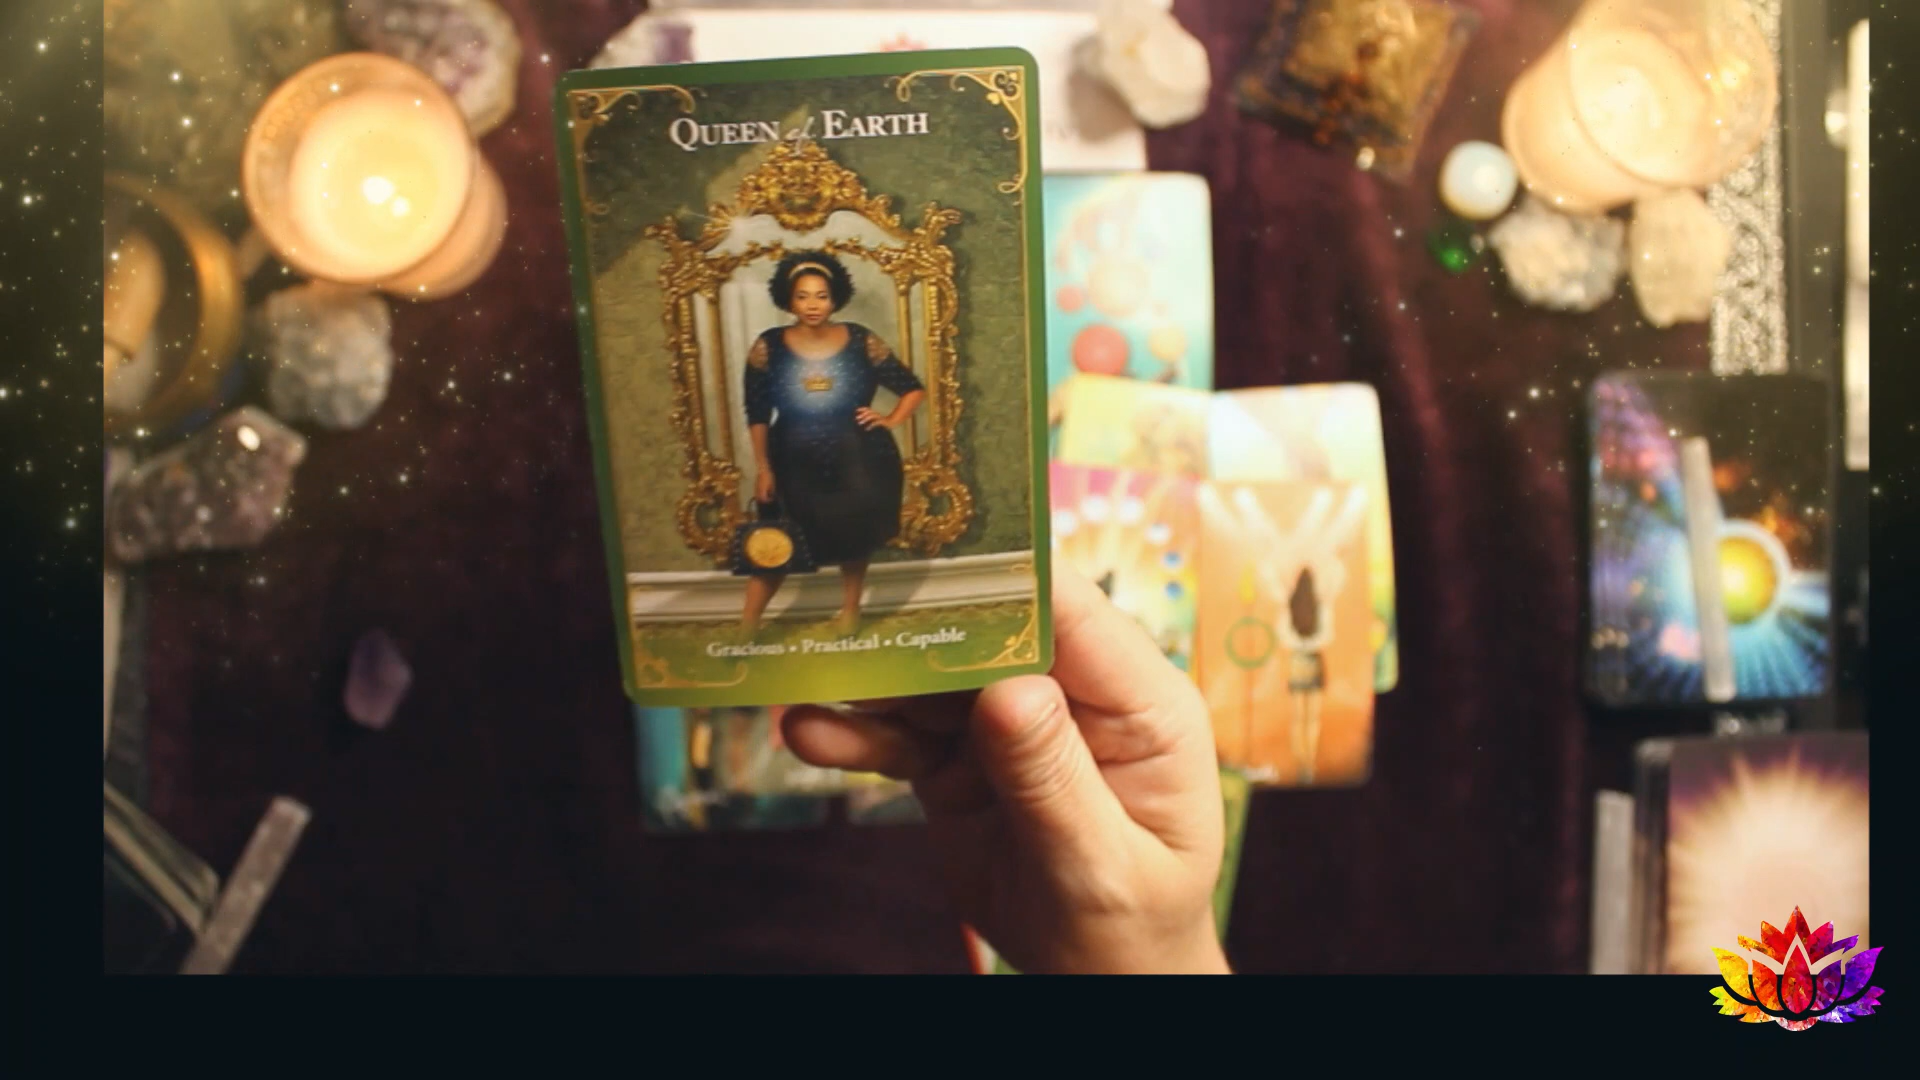 QUEEN of EARTH
Gracious • Practical • Capable